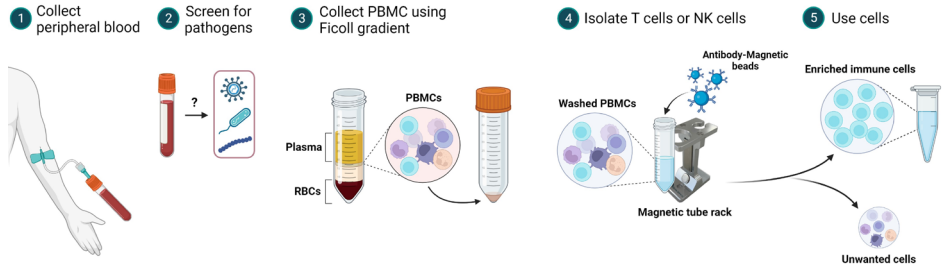 1 Collect
peripheral blood
2 Screen for
pathogens
?
3 Collect PBMC using
Ficoll gradient
Plasma
RBCs
PBMCs
4 Isolate T cells or NK cells
Antibody-Magnetic
beads
Washed PBMCs
Magnetic tube rack
5 Use cells
Enriched immune cells
Unwanted cells